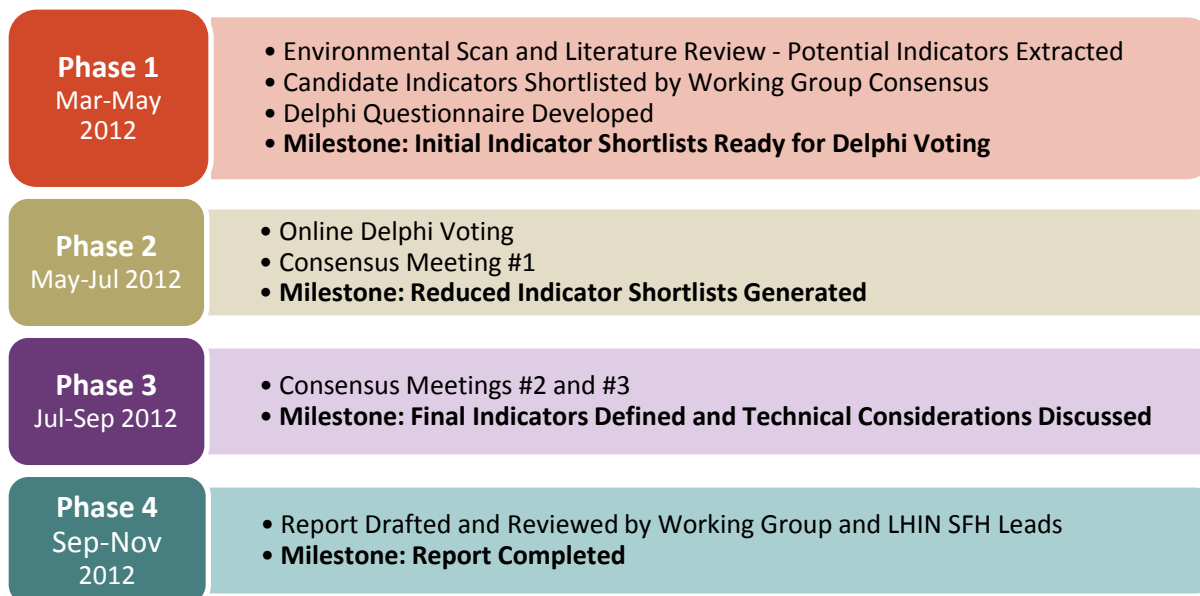 Phase 1
Mar-May
2012
• Environmental Scan and Literature Review - Potential Indicators Extracted
• Candidate Indicators Shortlisted by Working Group Consensus
• Delphi Questionnaire Developed
• Milestone: Initial Indicator Shortlists Ready for Delphi Voting
Phase 2
May-Jul 2012
• Online Delphi Voting
• Consensus Meeting #1
• Milestone: Reduced Indicator Shortlists Generated
Phase 3
Jul-Sep 2012
• Consensus Meetings #2 and #3
• Milestone: Final Indicators Defined and Technical Considerations Discussed
Phase 4
Sep-Nov
2012
• Report Drafted and Reviewed by Working Group and LHIN SFH Leads
• Milestone: Report Completed